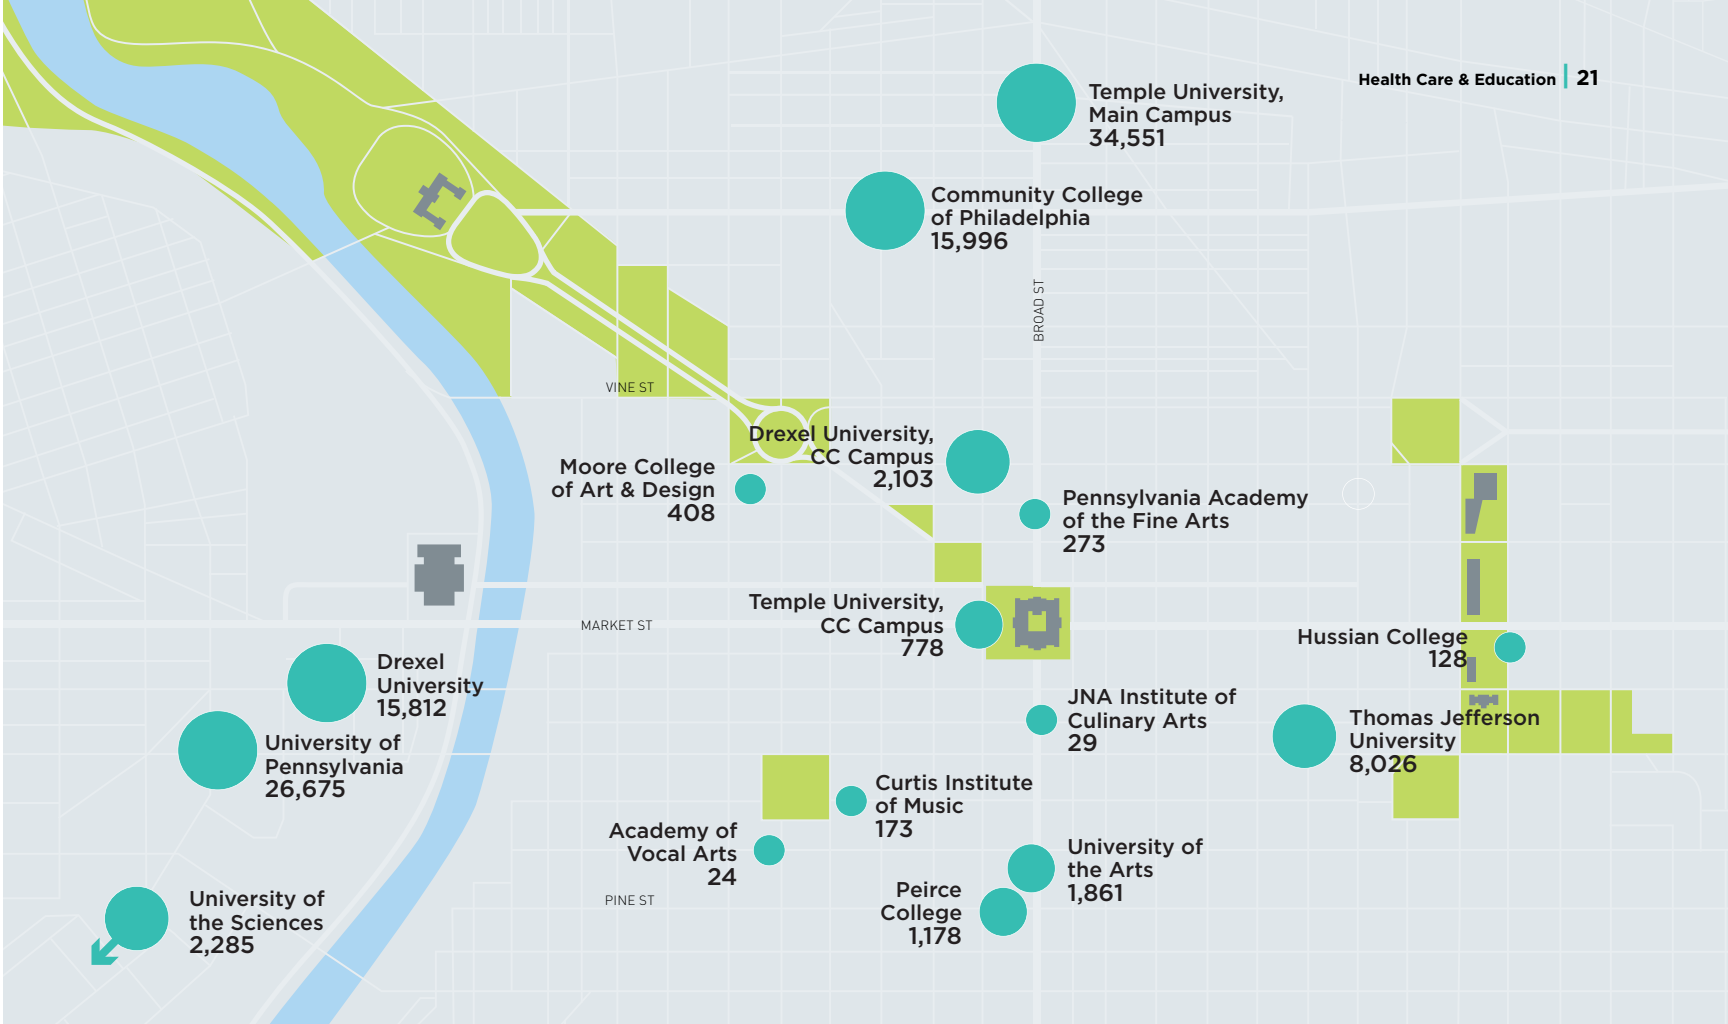 Health Care & Education | 21
Temple University,
Main Campus
34,551
Community College
of Philadelphia
15,996
BROAD ST
VINE ST
Drexel University,
CC Campus
2,103
Moore College
of Art & Design
408
Pennsylvania Academy
of the Fine Arts
273
Temple University,
CC Campus
778
MARKET ST
Hussian College
128
Drexel
University
15,812
JNA Institute of
Culinary Arts
29
Thomas Jefferson
University
8,026
University of
Pennsylvania
26,675
Curtis Institute
of Music
173
Academy of
Vocal Arts
24
University of
the Arts
1,861
Peirce
College
1,178
PINE ST
University of
the Sciences
2,285